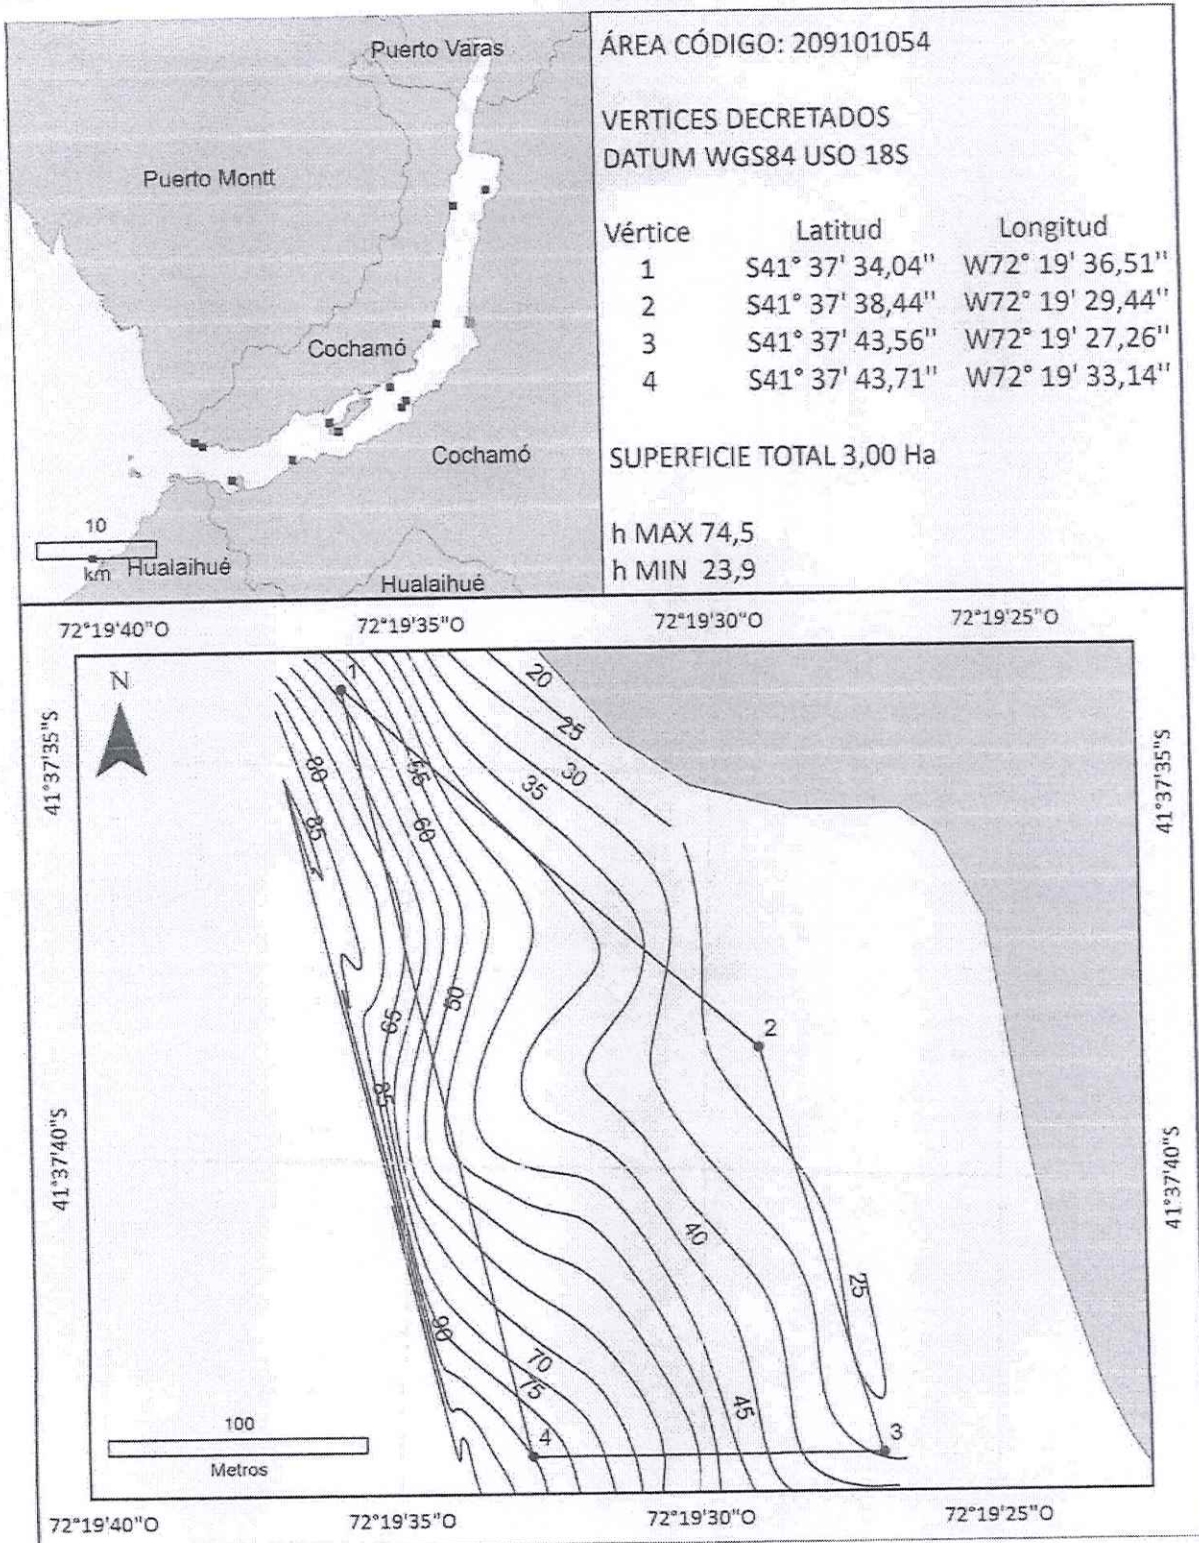 Puerto Varas
Puerto Montt
Cochamó
Cochamó
10
km
Hualaihué
Hualaihué
ÁREA CÓDIGO: 209101054
VERTICES DECRETADOS
DATUM WGS84 USO 18S
Vértice Latitud Longitud
1 S41° 37' 34,04'' W72° 19' 36,51''
2 S41° 37' 38,44'' W72° 19' 29,44''
3 S41° 37' 43,56'' W72° 19' 27,26''
4 S41° 37' 43,71'' W72° 19' 33,14''
SUPERFICIE TOTAL 3,00 Ha
h MAX 74,5
h MIN 23,9
72°19'40"O 72°19'35"O 72°19'30"O 72°19'25"O
N
1
20
25
30
35
55
60
80
85
41°37'35"S
41°37'35"S
50
65
85
2
41°37'40"S
41°37'40"S
40
25
90
70
75
45
3
4
100
Metros
72°19'40"O 72°19'35"O 72°19'30"O 72°19'25"O